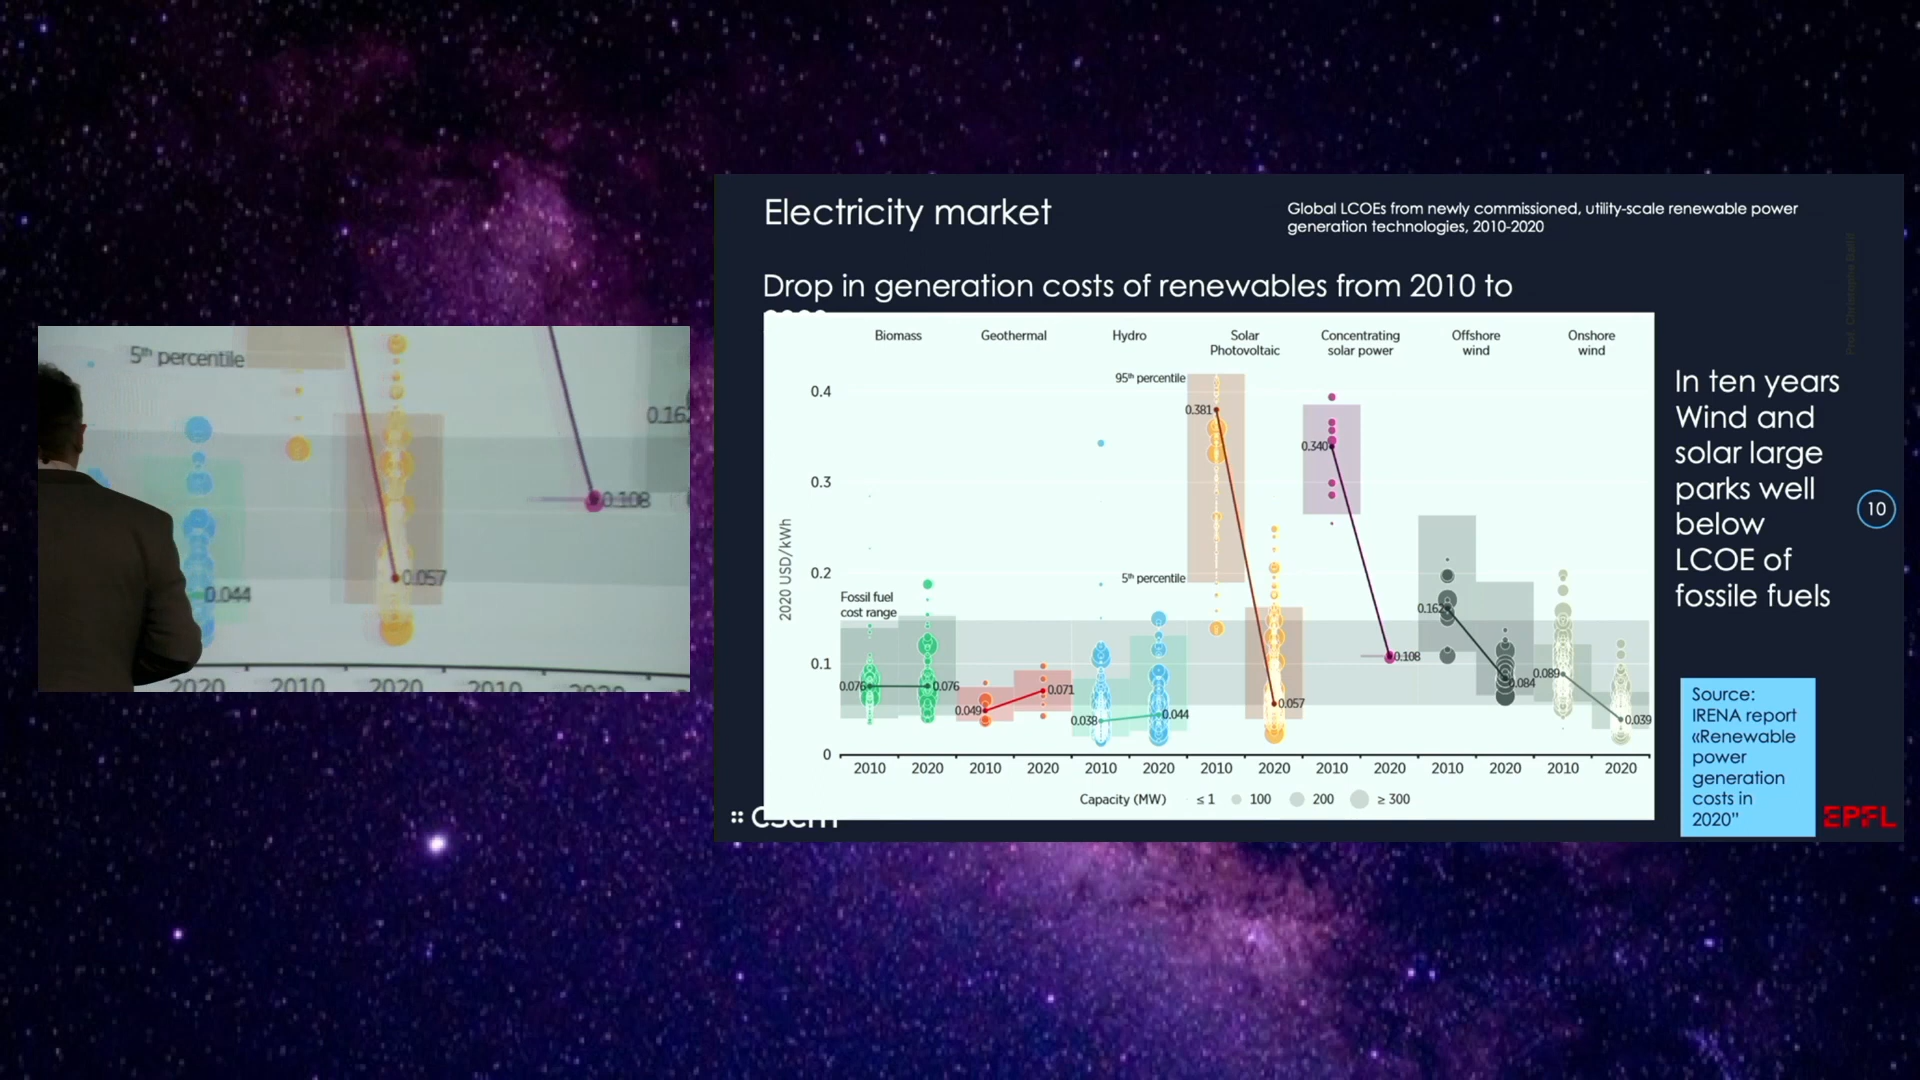 Electricity market
Global LCOEs from newly commissioned, utility-scale renewable power
generation technologies, 2010-2020
Drop in generation costs of renewables from 2010 to
Biomass
Geothermal
Hydro
Solar
Photovoltaic
Concentrating
solar power
Offshore
wind
Onshore
wind
2020 USD/kWh
0.4
0.3
0.2
0.1
0
95th percentile
5th percentile
Fossil fuel
cost range
0.076
0.076
0.049
0.071
0.038
0.044
0.381
0.057
0.340
0.108
0.162
0.084
0.089
0.039
2010 2020 2010 2020 2010 2020 2010 2020 2010 2020 2010 2020 2010 2020
Capacity (MW) ≤ 1 100 200 ≥ 300
In ten years
Wind and
solar large
parks well
below
LCOE of
fossile fuels
10
Source:
IRENA report
«Renewable
power
generation
costs in
2020"
EPFL
5th percentile
0.162
0.108
0.057
0.044
2020 2010 2020 2010 2020